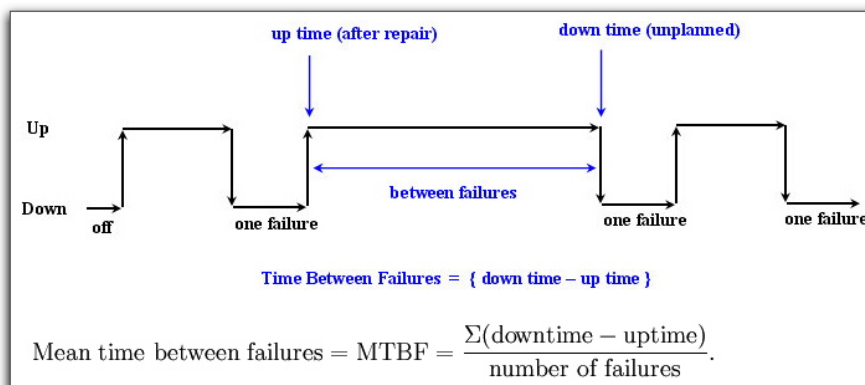 up time (after repair)
down time (unplanned)
Up
between failures
Down
off
one failure
one failure
one failure
Time Between Failures = { down time – up time }
Mean time between failures = MTBF = Σ(downtime − uptime) / number of failures.